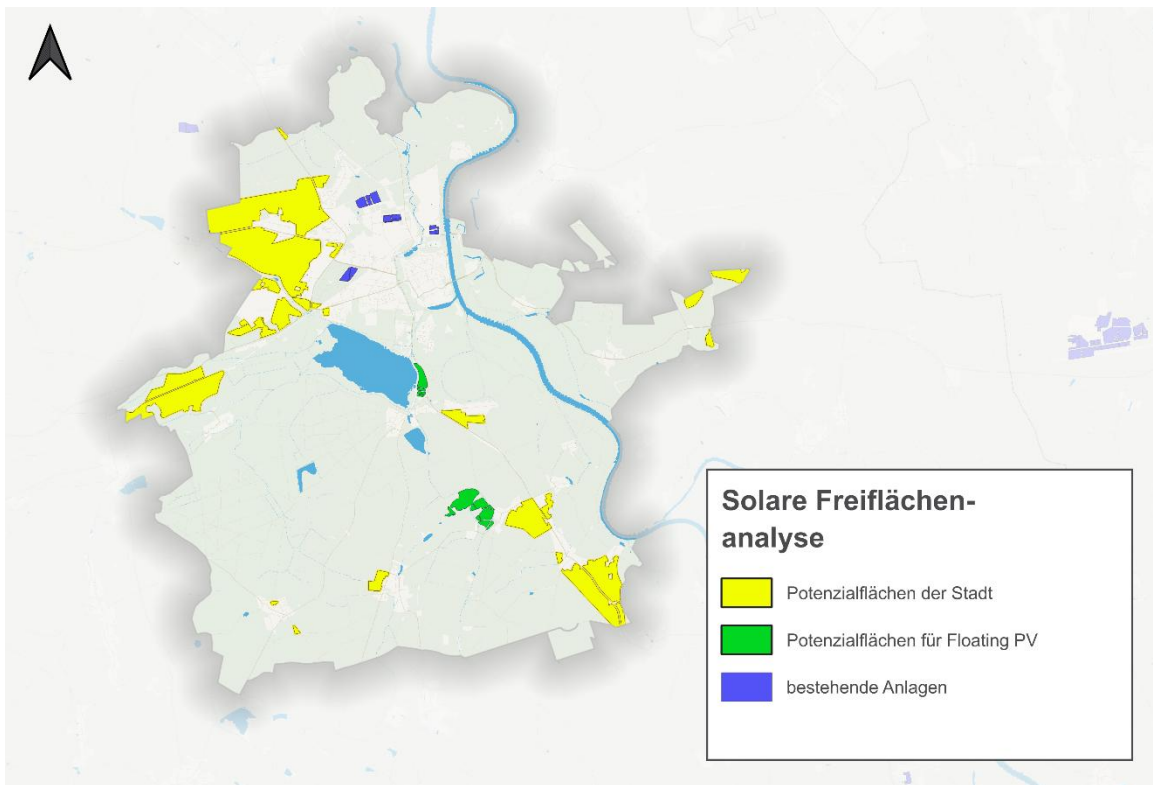 Solare Freiflächen-
analyse
Potenzialflächen der Stadt
Potenzialflächen für Floating PV
bestehende Anlagen